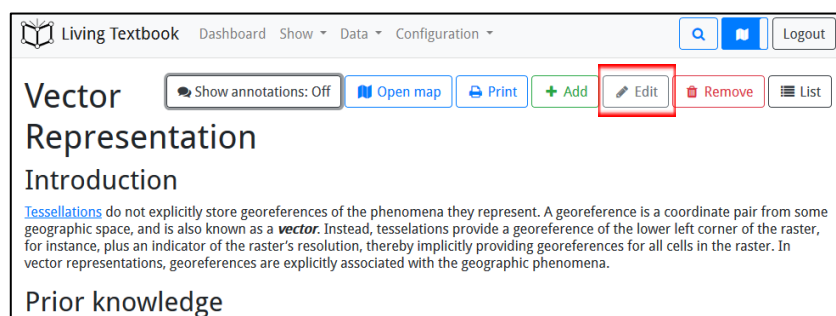 Living Textbook Dashboard Show Data Configuration Logout
Vector
Show annotations: Off Open map Print Add Edit Remove List
Representation
Introduction
Tessellations do not explicitly store georeferences of the phenomena they represent. A georeference is a coordinate pair from some
geographic space, and is also known as a vector. Instead, tesselations provide a georeference of the lower left corner of the raster,
for instance, plus an indicator of the raster's resolution, thereby implicitly providing georeferences for all cells in the raster. In
vector representations, georeferences are explicitly associated with the geographic phenomena.
Prior knowledge